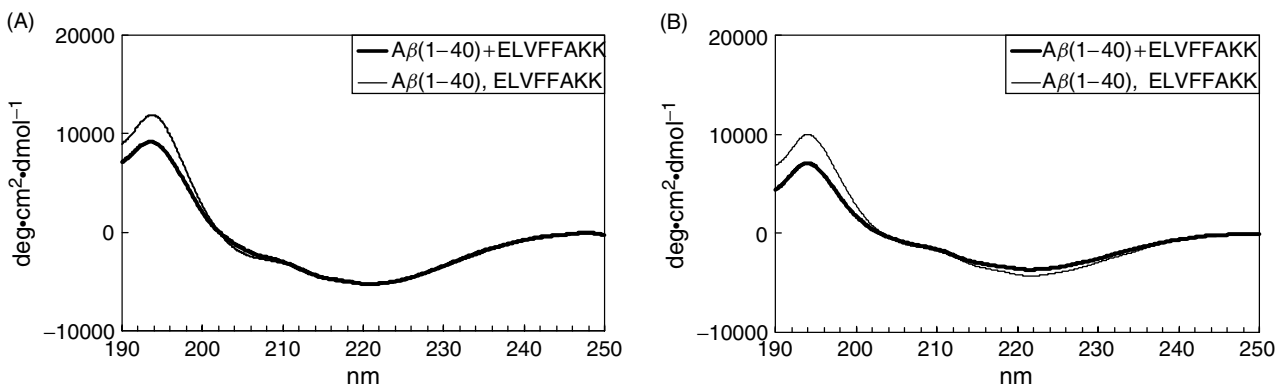 (A)
20000
10000
0
−10000
deg•cm²•dmol⁻¹
Aβ(1−40)+ELVFFAKK
Aβ(1−40), ELVFFAKK
190 200 210 220 230 240 250
nm
(B)
20000
10000
0
−10000
deg•cm²•dmol⁻¹
Aβ(1−40)+ELVFFAKK
Aβ(1−40), ELVFFAKK
190 200 210 220 230 240 250
nm